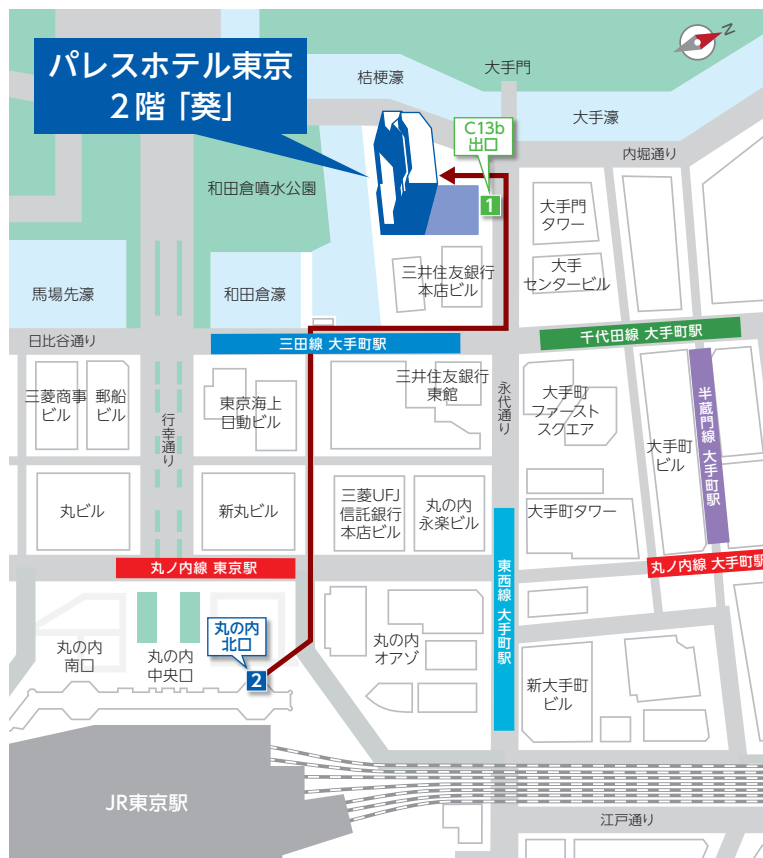 パレスホテル東京
2階「葵」
N
桔梗濠
大手門
大手濠
C13b
出口
1
内堀通り
和田倉噴水公園
大手門
タワー
三井住友銀行
本店ビル
大手
センタービル
馬場先濠
和田倉濠
日比谷通り
三田線 大手町駅
千代田線 大手町駅
三菱商事
ビル
郵船
ビル
行幸通り
東京海上
日動ビル
三井住友銀行
東館
永代通り
大手町
ファースト
スクエア
大手町
ビル
半蔵門線 大手町駅
丸ビル
新丸ビル
三菱UFJ
信託銀行
本店ビル
丸の内
永楽ビル
大手町タワー
丸ノ内線 東京駅
東西線 大手町駅
丸ノ内線 大手町駅
丸の内
南口
丸の内
中央口
丸の内
北口
2
丸の内
オアゾ
新大手町
ビル
JR東京駅
江戸通り